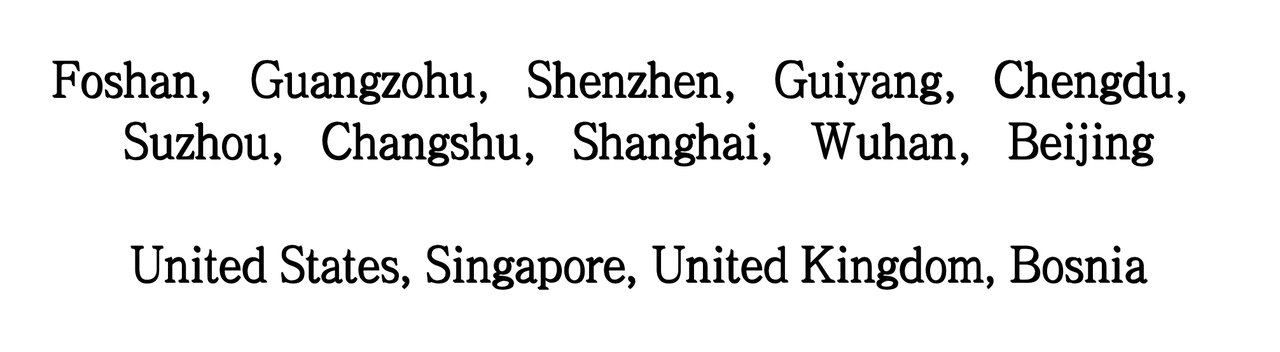 Foshan, Guangzohu, Shenzhen, Guiyang, Chengdu,
Suzhou, Changshu, Shanghai, Wuhan, Beijing
United States, Singapore, United Kingdom, Bosnia